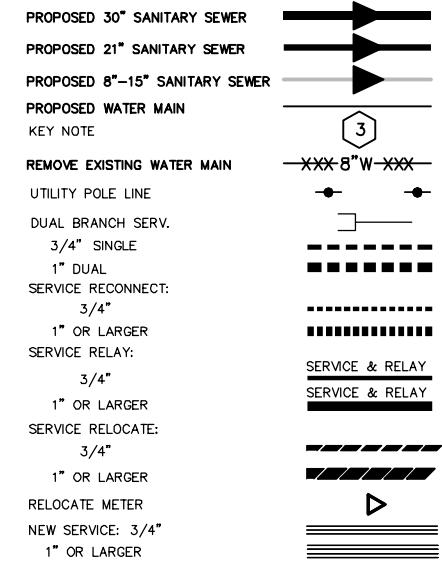 PROPOSED 30" SANITARY SEWER
PROPOSED 21" SANITARY SEWER
PROPOSED 8"-15" SANITARY SEWER
PROPOSED WATER MAIN
KEY NOTE 3
REMOVE EXISTING WATER MAIN XXX 8"W XXX
UTILITY POLE LINE
DUAL BRANCH SERV.
3/4" SINGLE
1" DUAL
SERVICE RECONNECT:
3/4"
1" OR LARGER
SERVICE RELAY:
SERVICE & RELAY
3/4"
SERVICE & RELAY
1" OR LARGER
SERVICE RELOCATE:
3/4"
1" OR LARGER
RELOCATE METER
NEW SERVICE: 3/4"
1" OR LARGER